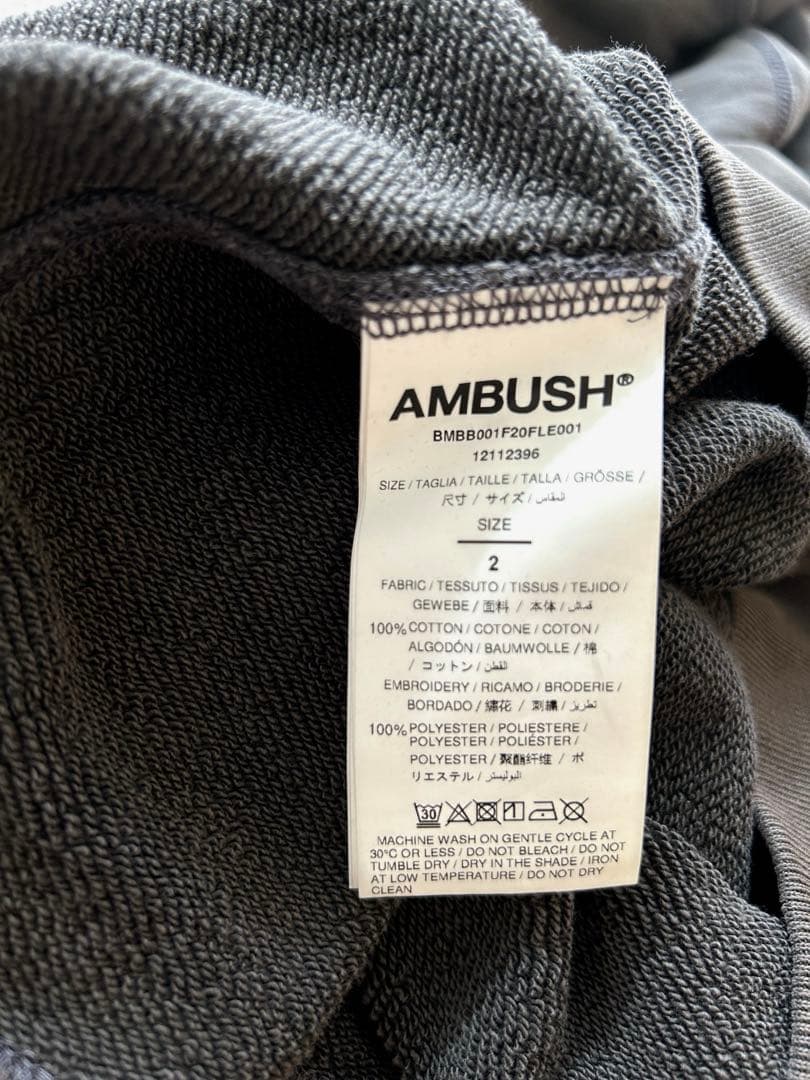 AMBUSH®
BMBB001F20FLE001
12112396
SIZE / TAGLIA / TAILLE / TALLA / GRÖSSE /
尺寸 / サイズ / المقاس
SIZE
2
FABRIC / TESSUTO / TISSUS / TEJIDO /
GEWEBE / 面料 / 本体 / قماش
100% COTTON / COTONE / COTON /
ALGODÓN / BAUMWOLLE / 棉
/ コットン / القطن
EMBROIDERY / RICAMO / BRODERIE /
BORDADO / 繡花 / 刺繍 / تطريز
100% POLYESTER / POLIESTERE /
POLYESTER / POLIÉSTER /
POLYESTER / 聚酯纤维 / ポ
リエステル / البوليستر
30 1
MACHINE WASH ON GENTLE CYCLE AT
30°C OR LESS / DO NOT BLEACH / DO NOT
TUMBLE DRY / DRY IN THE SHADE / IRON
AT LOW TEMPERATURE / DO NOT DRY
CLEAN